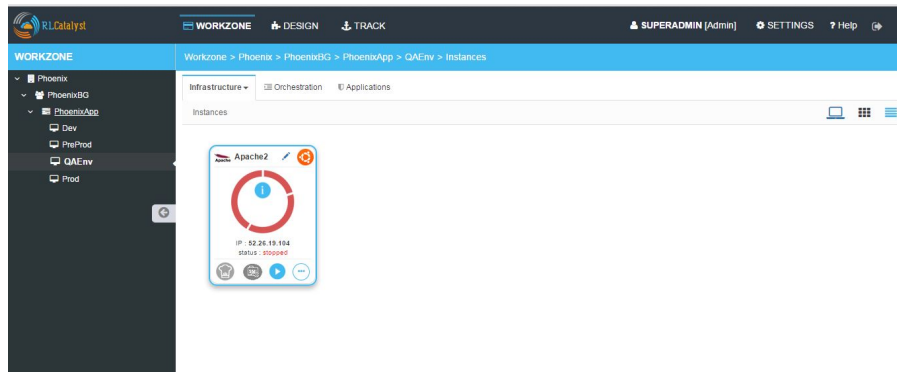 RLCatalyst
WORKZONE DESIGN TRACK SUPERADMIN [Admin] SETTINGS ? Help
WORKZONE
Workzone > Phoenix > PhoenixBG > PhoenixApp > QAEnv > Instances
Phoenix
PhoenixBG
PhoenixApp
Dev
PreProd
QAEnv
Prod
Infrastructure Orchestration Applications
Instances
Apache Apache2
i
IP : 52.26.19.104
status : stopped